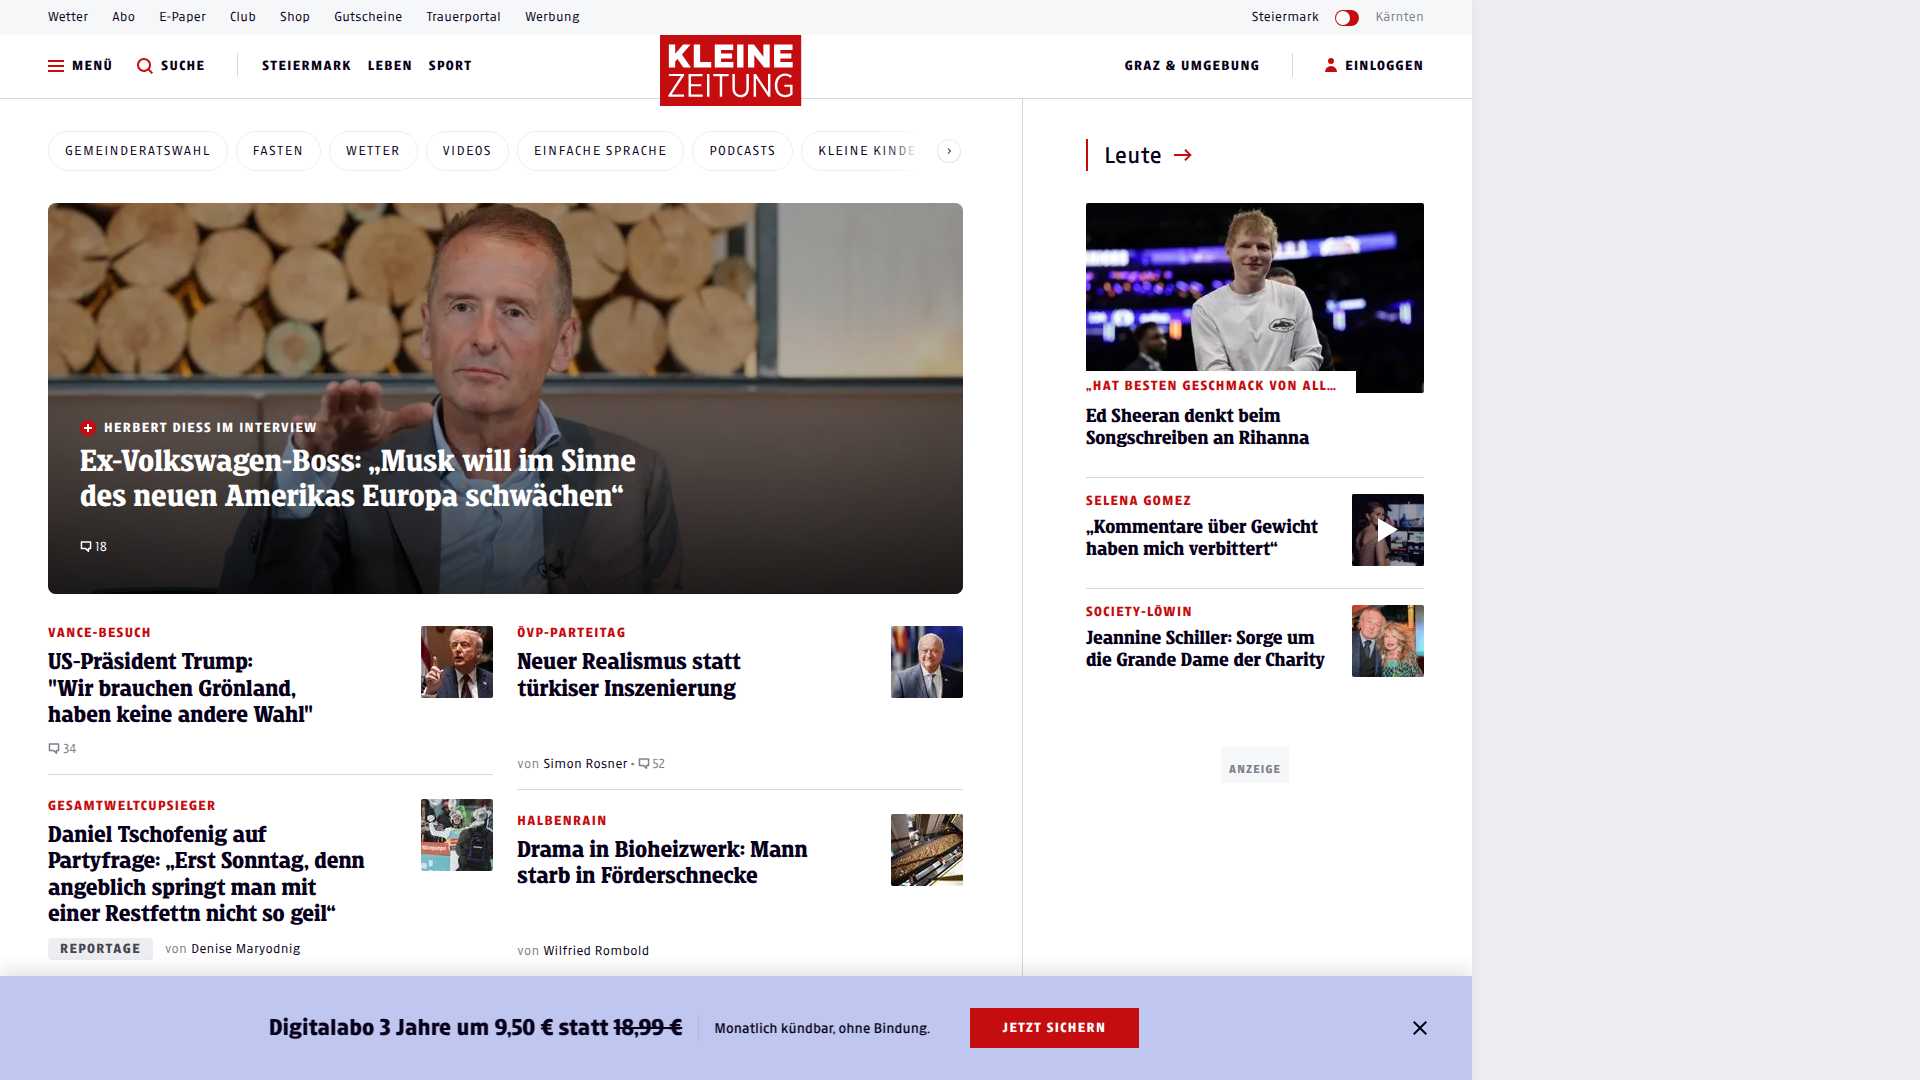 Wetter Abo E-Paper Club Shop Gutscheine Trauerportal Werbung Steiermark Kärnten
MENÜ SUCHE STEIERMARK LEBEN SPORT KLEINE ZEITUNG GRAZ & UMGEBUNG EINLOGGEN
GEMEINDERATSWAHL FASTEN WETTER VIDEOS EINFACHE SPRACHE PODCASTS KLEINE KINDE
HERBERT DIESS IM INTERVIEW
Ex-Volkswagen-Boss: „Musk will im Sinne
des neuen Amerikas Europa schwächen“
18
VANCE-BESUCH
US-Präsident Trump:
"Wir brauchen Grönland,
haben keine andere Wahl"
34
GESAMTWELTCUPSIEGER
Daniel Tschofenig auf
Partyfrage: „Erst Sonntag, denn
angeblich springt man mit
einer Restfettn nicht so geil“
REPORTAGE von Denise Maryodnig
ÖVP-PARTEITAG
Neuer Realismus statt
türkiser Inszenierung
von Simon Rosner • 52
HALBENRAIN
Drama in Bioheizwerk: Mann
starb in Förderschnecke
von Wilfried Rombold
Leute →
„HAT BESTEN GESCHMACK VON ALL…
Ed Sheeran denkt beim
Songschreiben an Rihanna
SELENA GOMEZ
„Kommentare über Gewicht
haben mich verbittert“
SOCIETY-LÖWIN
Jeannine Schiller: Sorge um
die Grande Dame der Charity
ANZEIGE
Digitalabo 3 Jahre um 9,50 € statt 18,99 € Monatlich kündbar, ohne Bindung. JETZT SICHERN